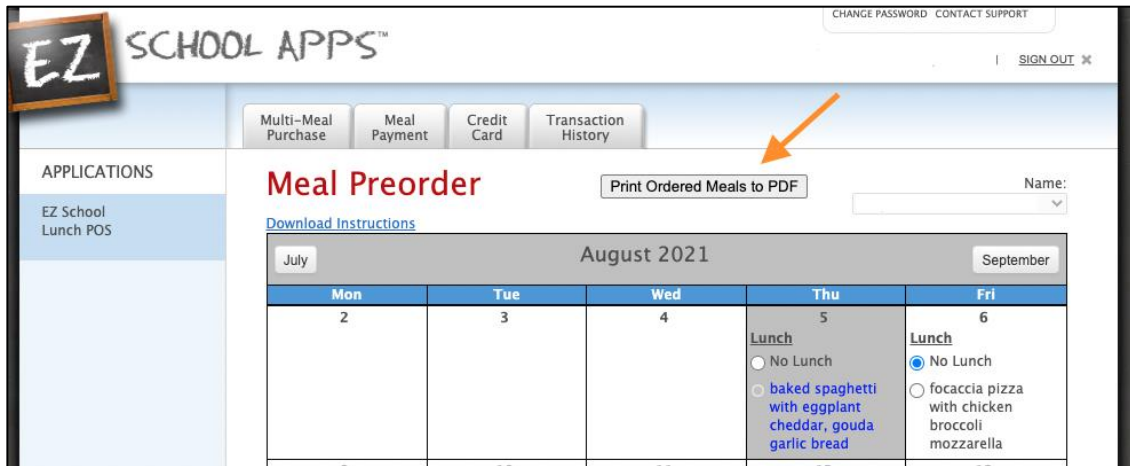 CHANGE PASSWORD CONTACT SUPPORT
EZ SCHOOL APPS™
| SIGN OUT ✖
Multi-Meal Purchase
Meal Payment
Credit Card
Transaction History
APPLICATIONS
EZ School
Lunch POS
Meal Preorder
Print Ordered Meals to PDF
Name:
Download Instructions
July
August 2021
September
Mon Tue Wed Thu Fri
2 3 4 5 6
Lunch
No Lunch
baked spaghetti
with eggplant
cheddar, gouda
garlic bread
Lunch
No Lunch
focaccia pizza
with chicken
broccoli
mozzarella